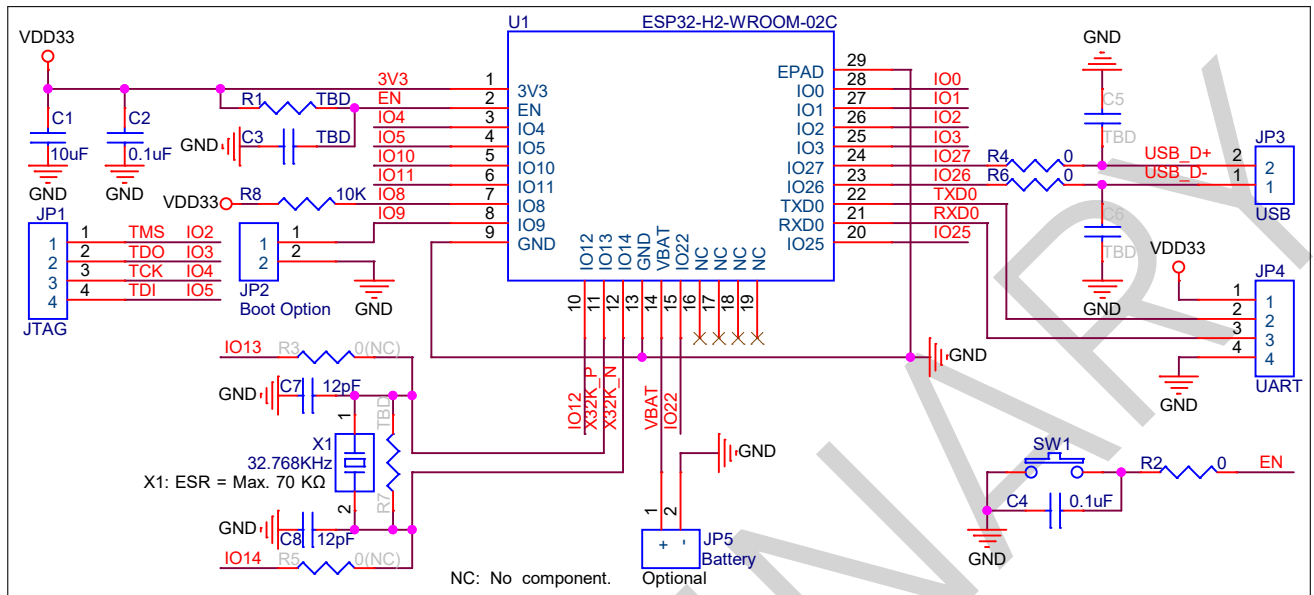 U1
ESP32-H2-WROOM-02C
VDD33
C1
10uF
GND
C2
0.1uF
GND
R1
TBD
C3
TBD
GND
3V3
EN
IO4
IO5
IO10
IO11
IO8
IO9
1
2
3
4
5
6
7
8
9
3V3
EN
IO4
IO5
IO10
IO11
IO8
IO9
GND
VDD33
R8
10K
EPAD
IO0
IO1
IO2
IO3
IO27
IO26
TXD0
RXD0
IO25
29
28
27
26
25
24
23
22
21
20
IO0
IO1
IO2
IO3
IO27
IO26
TXD0
RXD0
IO25
IO12
IO13
IO14
GND
VBAT
IO22
NC
NC
NC
NC
10
11
12
13
14
15
16
17
18
19
IO12
X32K_P
X32K_N
VBAT
IO22
GND
JP1
1 1 TMS IO2
2 2 TDO IO3
3 3 TCK IO4
4 4 TDI IO5
JTAG
1 1
2 2
JP2
Boot Option
GND
GND
C5
TBD
R4 0
R6 0
USB_D+
USB_D-
JP3
2 2
1 1
USB
C6
TBD
GND
VDD33
JP4
1 1
2 2
3 3
4 4
UART
GND
IO13 R3 0(NC)
GND C7 12pF
1
TBD
X1
32.768KHz
X1: ESR = Max. 70 KΩ
R7
2
GND
C8 12pF
IO14 R5 0(NC)
GND
1
2
+ -
JP5
Battery
Optional
NC: No component.
SW1
R2 0 EN
C4 0.1uF
GND
NARY